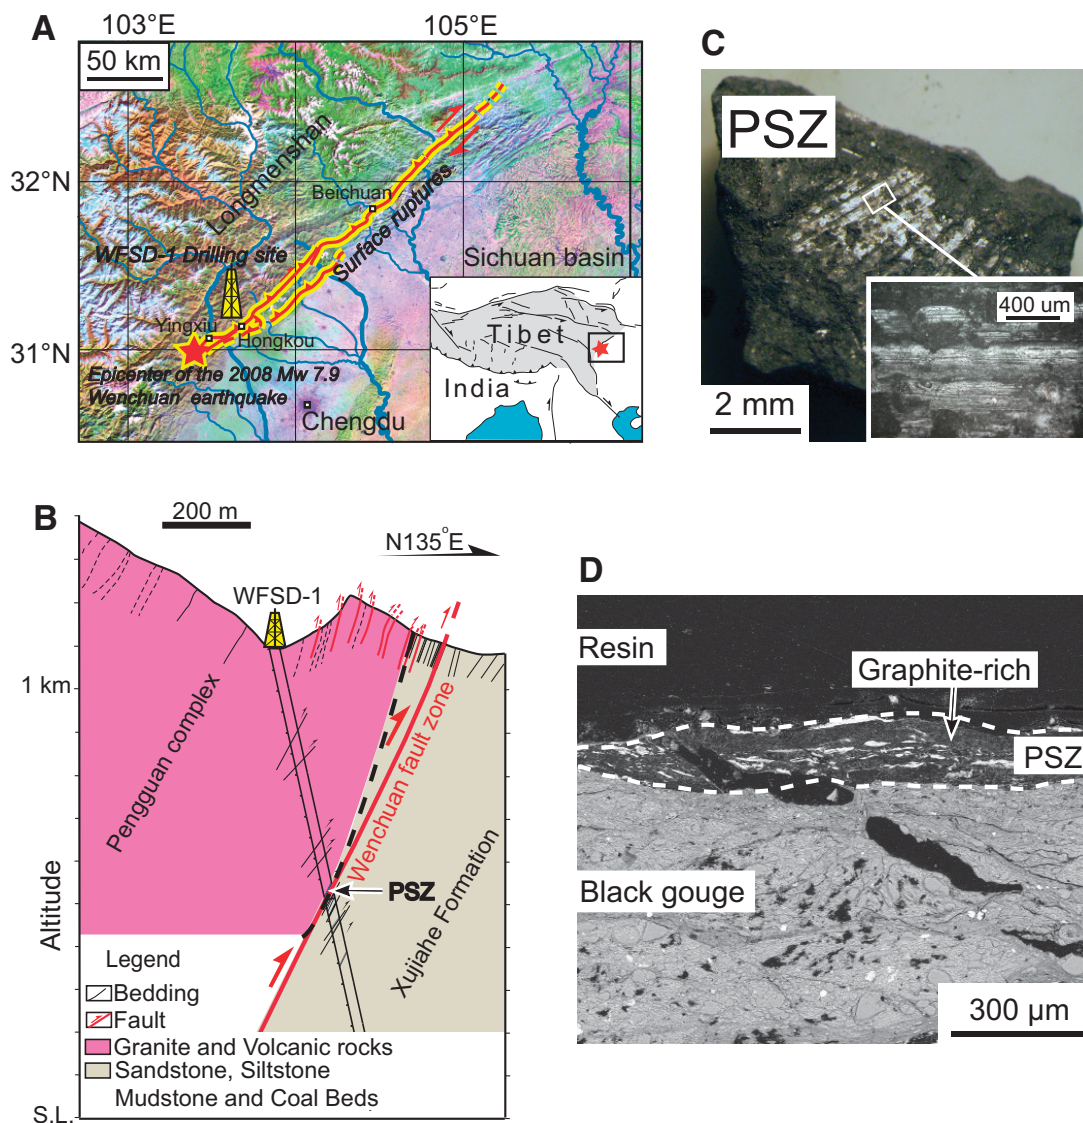 A
103°E
105°E
50 km
32°N
31°N
Longmenshan
Beichuan
Surface ruptures
WFSD-1 Drilling site
Sichuan basin
Yingxiu
Hongkou
Epicenter of the 2008 Mw 7.9
Wenchuan earthquake
Chengdu
Tibet
India
C
PSZ
400 um
2 mm
B
200 m
N135°E
WFSD-1
1 km
Pengguan complex
Wenchuan fault zone
PSZ
Xujiahe Formation
Altitude
Legend
Bedding
Fault
Granite and Volcanic rocks
Sandstone, Siltstone
Mudstone and Coal Beds
S.L.
D
Resin
Graphite-rich
PSZ
Black gouge
300 µm